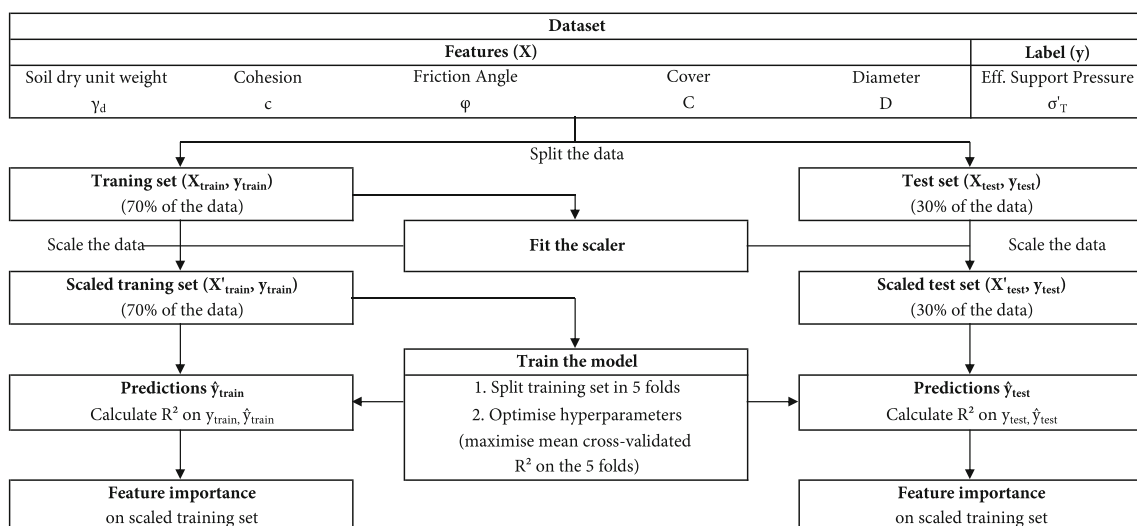 Dataset
Features (X)
Label (y)
Soil dry unit weight
Cohesion
Friction Angle
Cover
Diameter
Eff. Support Pressure
γd
c
φ
C
D
σ'T
Split the data
Traning set (Xtrain, ytrain)
(70% of the data)
Test set (Xtest, ytest)
(30% of the data)
Scale the data
Fit the scaler
Scale the data
Scaled traning set (X'train, ytrain)
(70% of the data)
Scaled test set (X'test, ytest)
(30% of the data)
Train the model
1. Split training set in 5 folds
2. Optimise hyperparameters
(maximise mean cross-validated
R² on the 5 folds)
Predictions ŷtrain
Calculate R² on ytrain, ŷtrain
Predictions ŷtest
Calculate R² on ytest, ŷtest
Feature importance
on scaled training set
Feature importance
on scaled training set